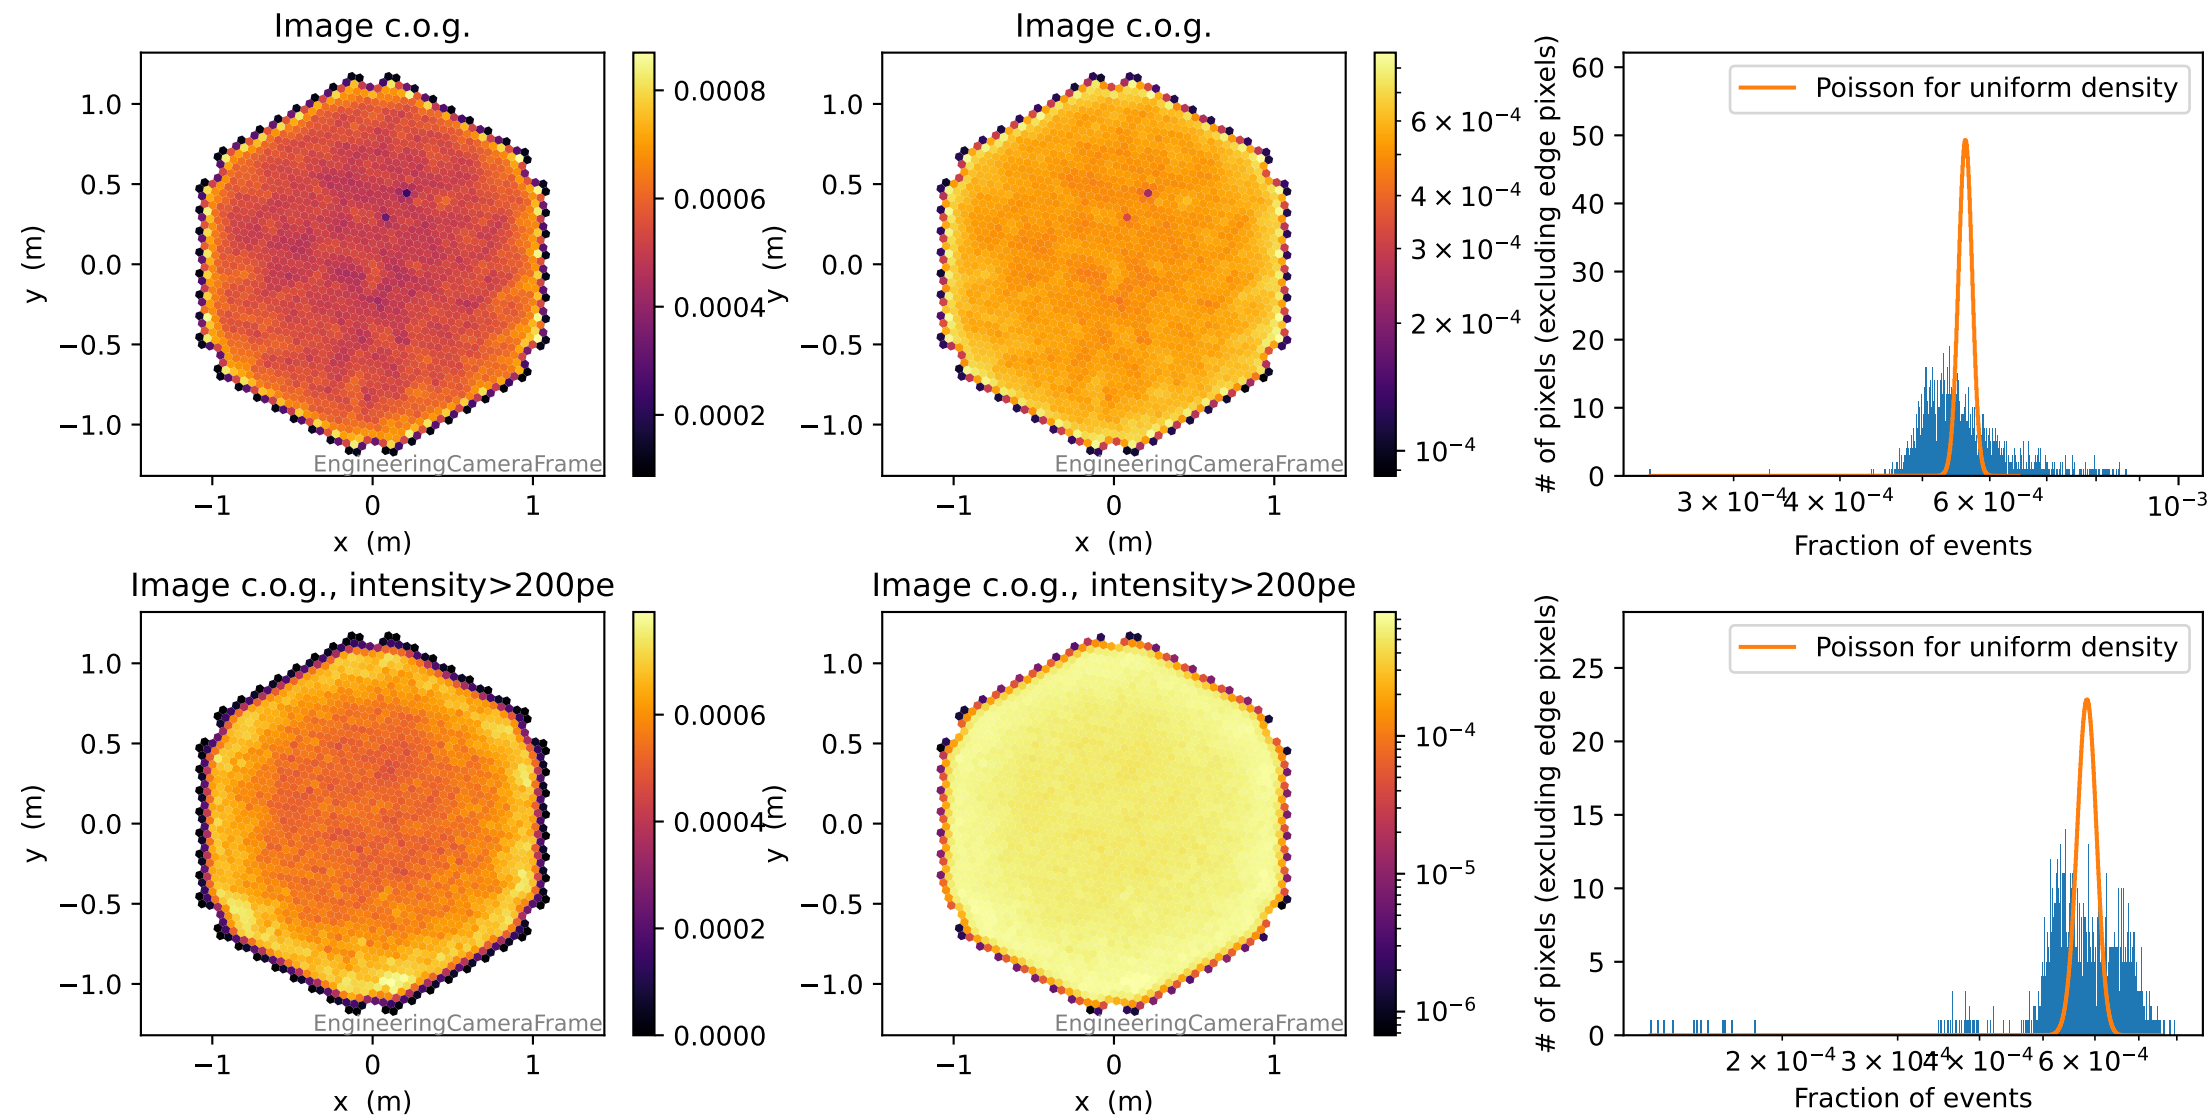 Image c.o.g.
1.0
0.5
0.0
−0.5
−1.0
y (m)
−1
0
1
x (m)
EngineeringCameraFrame
0.0008
0.0006
0.0004
0.0002
Image c.o.g.
1.0
0.5
0.0
−0.5
−1.0
y (m)
−1
0
1
x (m)
EngineeringCameraFrame
6 × 10⁻⁴
4 × 10⁻⁴
3 × 10⁻⁴
2 × 10⁻⁴
10⁻⁴
Poisson for uniform density
60
50
40
30
20
10
0
# of pixels (excluding edge pixels)
3 × 10⁻⁴
4 × 10⁻⁴
6 × 10⁻⁴
10⁻³
Fraction of events
Image c.o.g., intensity>200pe
1.0
0.5
0.0
−0.5
−1.0
y (m)
−1
0
1
x (m)
EngineeringCameraFrame
0.0006
0.0004
0.0002
0.0000
Image c.o.g., intensity>200pe
1.0
0.5
0.0
−0.5
−1.0
y (m)
−1
0
1
x (m)
EngineeringCameraFrame
10⁻⁴
10⁻⁵
10⁻⁶
Poisson for uniform density
25
20
15
10
5
0
# of pixels (excluding edge pixels)
2 × 10⁻⁴
3 × 10⁻⁴
4 × 10⁻⁴
6 × 10⁻⁴
Fraction of events